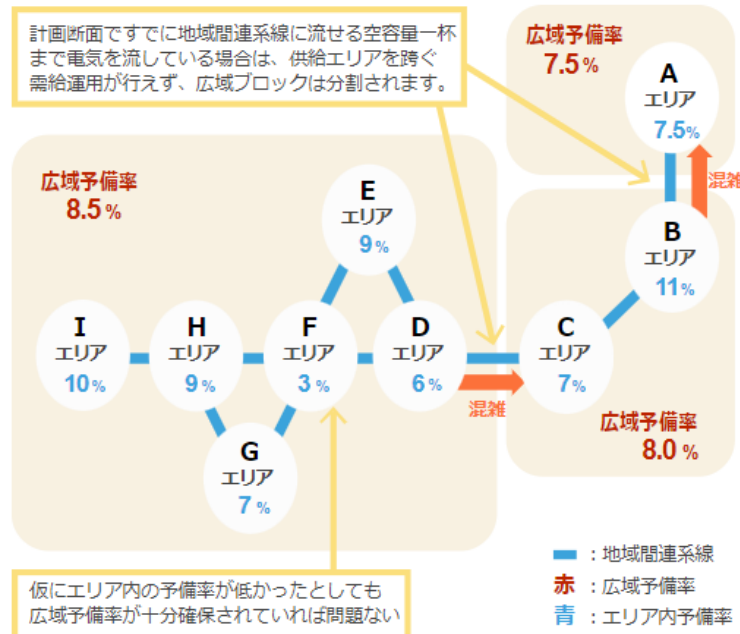 計画断面ですでに地域間連系線に流せる空容量一杯
まで電気を流している場合は、供給エリアを跨ぐ
需給運用が行えず、広域ブロックは分割されます。
広域予備率
7.5 %
A
エリア
7.5%
混雑
広域予備率
8.5 %
E
エリア
9 %
B
エリア
11%
I
エリア
10 %
H
エリア
9 %
F
エリア
3 %
D
エリア
6 %
C
エリア
7 %
混雑
G
エリア
7 %
広域予備率
8.0 %
仮にエリア内の予備率が低かったとしても
広域予備率が十分確保されていれば問題ない
：地域間連系線
赤 ：広域予備率
青 ：エリア内予備率